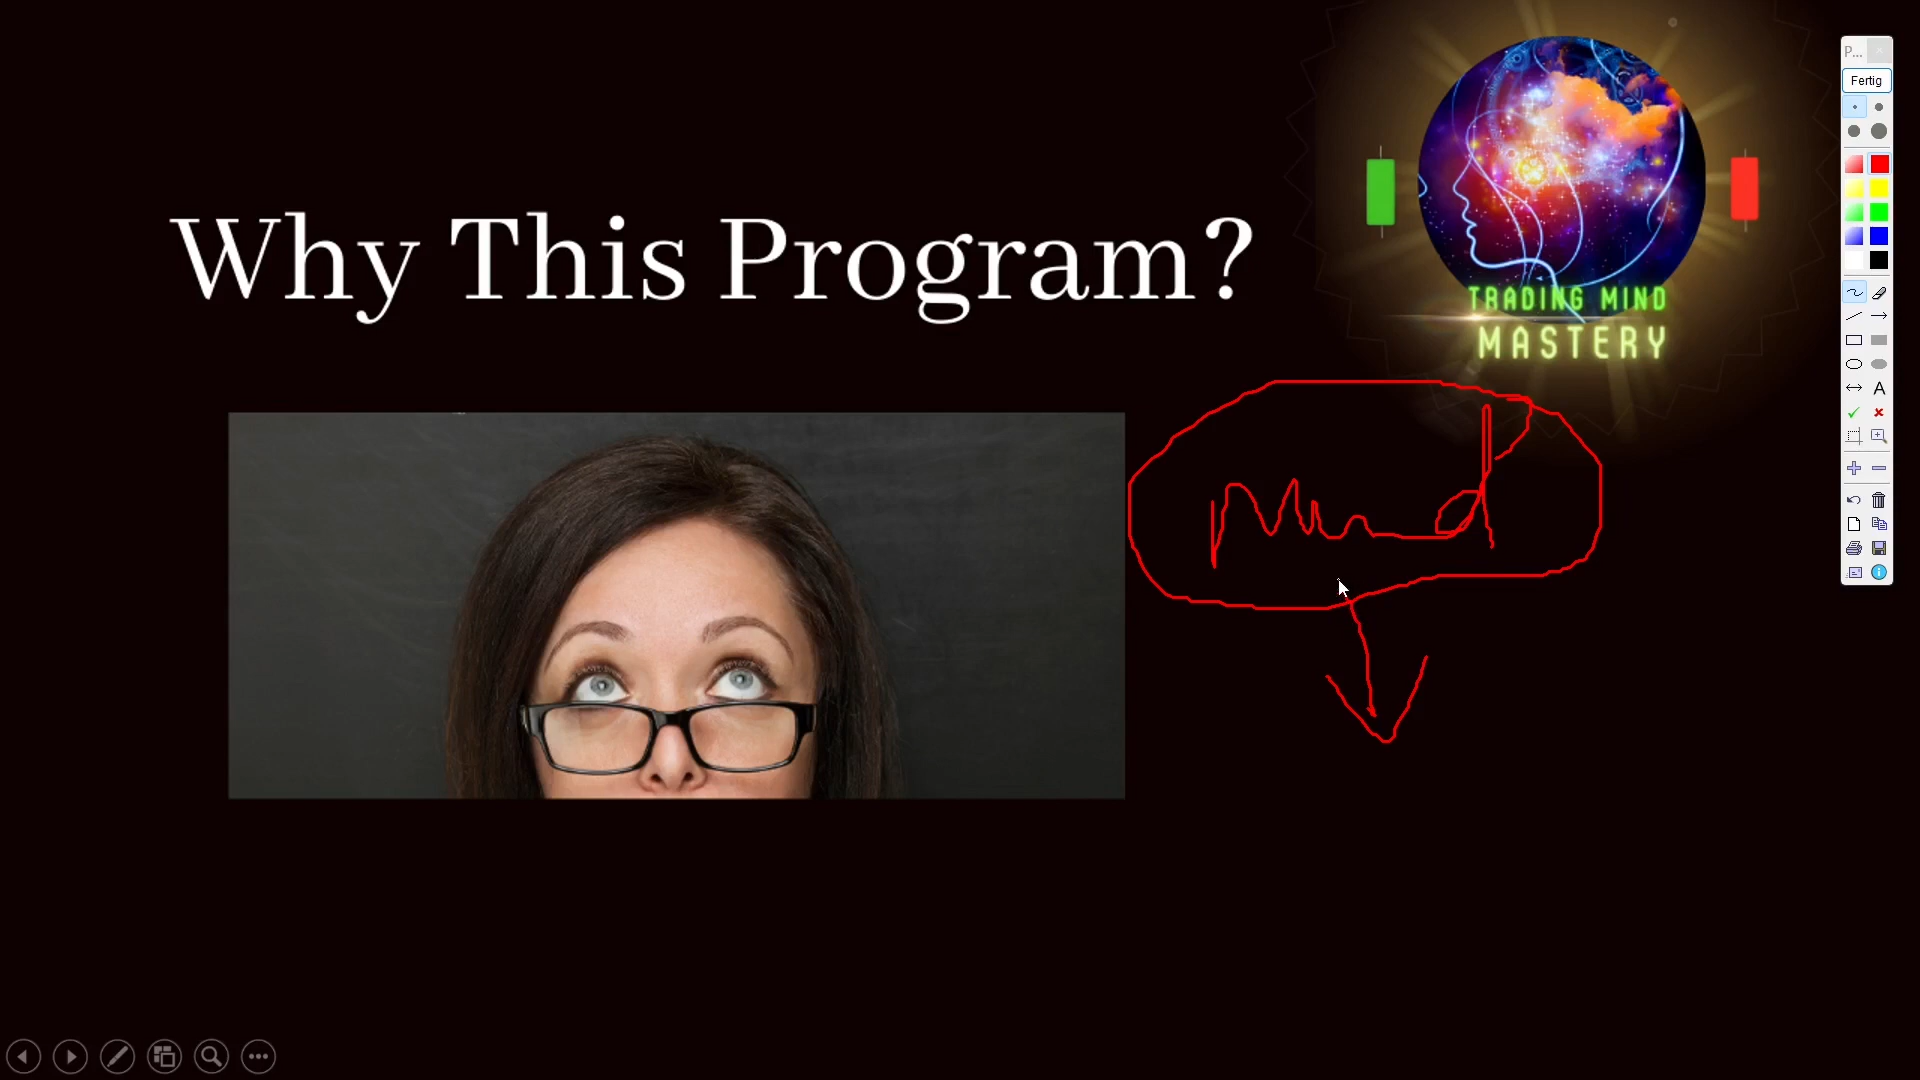 Why This Program?
TRADING MIND
MASTERY
Mind
P...
Fertig
A